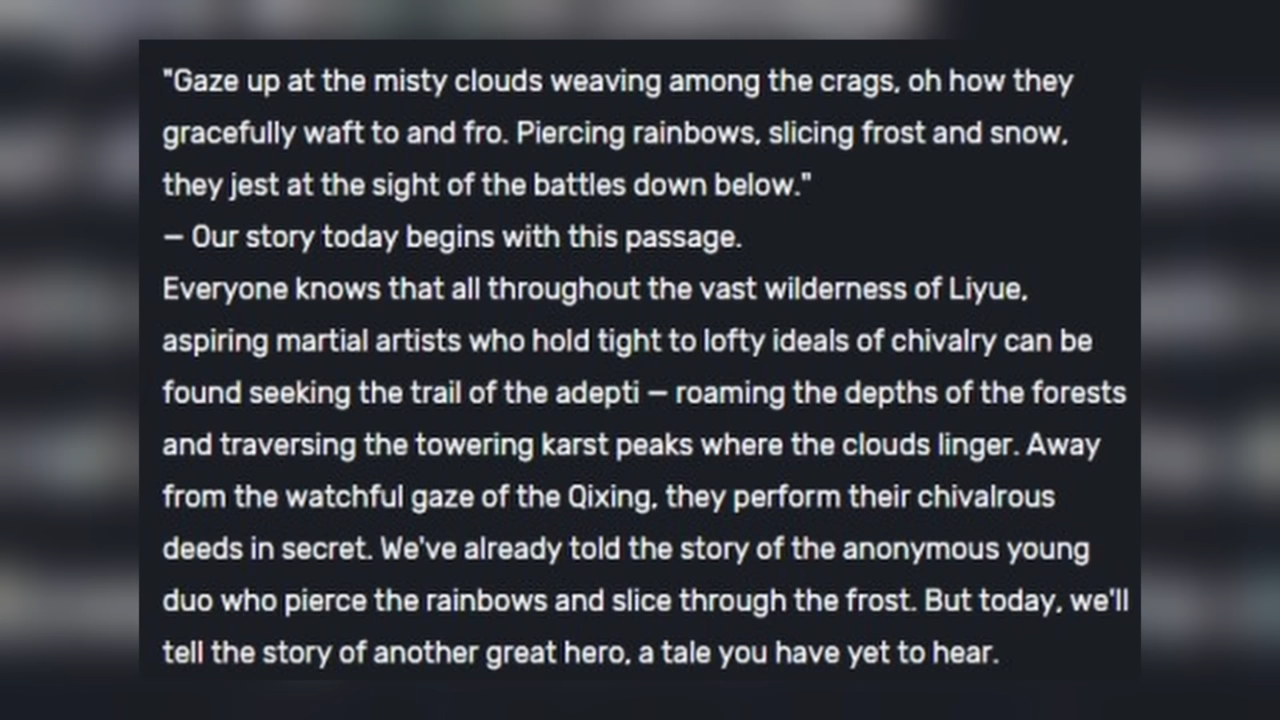 "Gaze up at the misty clouds weaving among the crags, oh how they
gracefully waft to and fro. Piercing rainbows, slicing frost and snow,
they jest at the sight of the battles down below."
— Our story today begins with this passage.
Everyone knows that all throughout the vast wilderness of Liyue,
aspiring martial artists who hold tight to lofty ideals of chivalry can be
found seeking the trail of the adepti — roaming the depths of the forests
and traversing the towering karst peaks where the clouds linger. Away
from the watchful gaze of the Qixing, they perform their chivalrous
deeds in secret. We've already told the story of the anonymous young
duo who pierce the rainbows and slice through the frost. But today, we'll
tell the story of another great hero, a tale you have yet to hear.